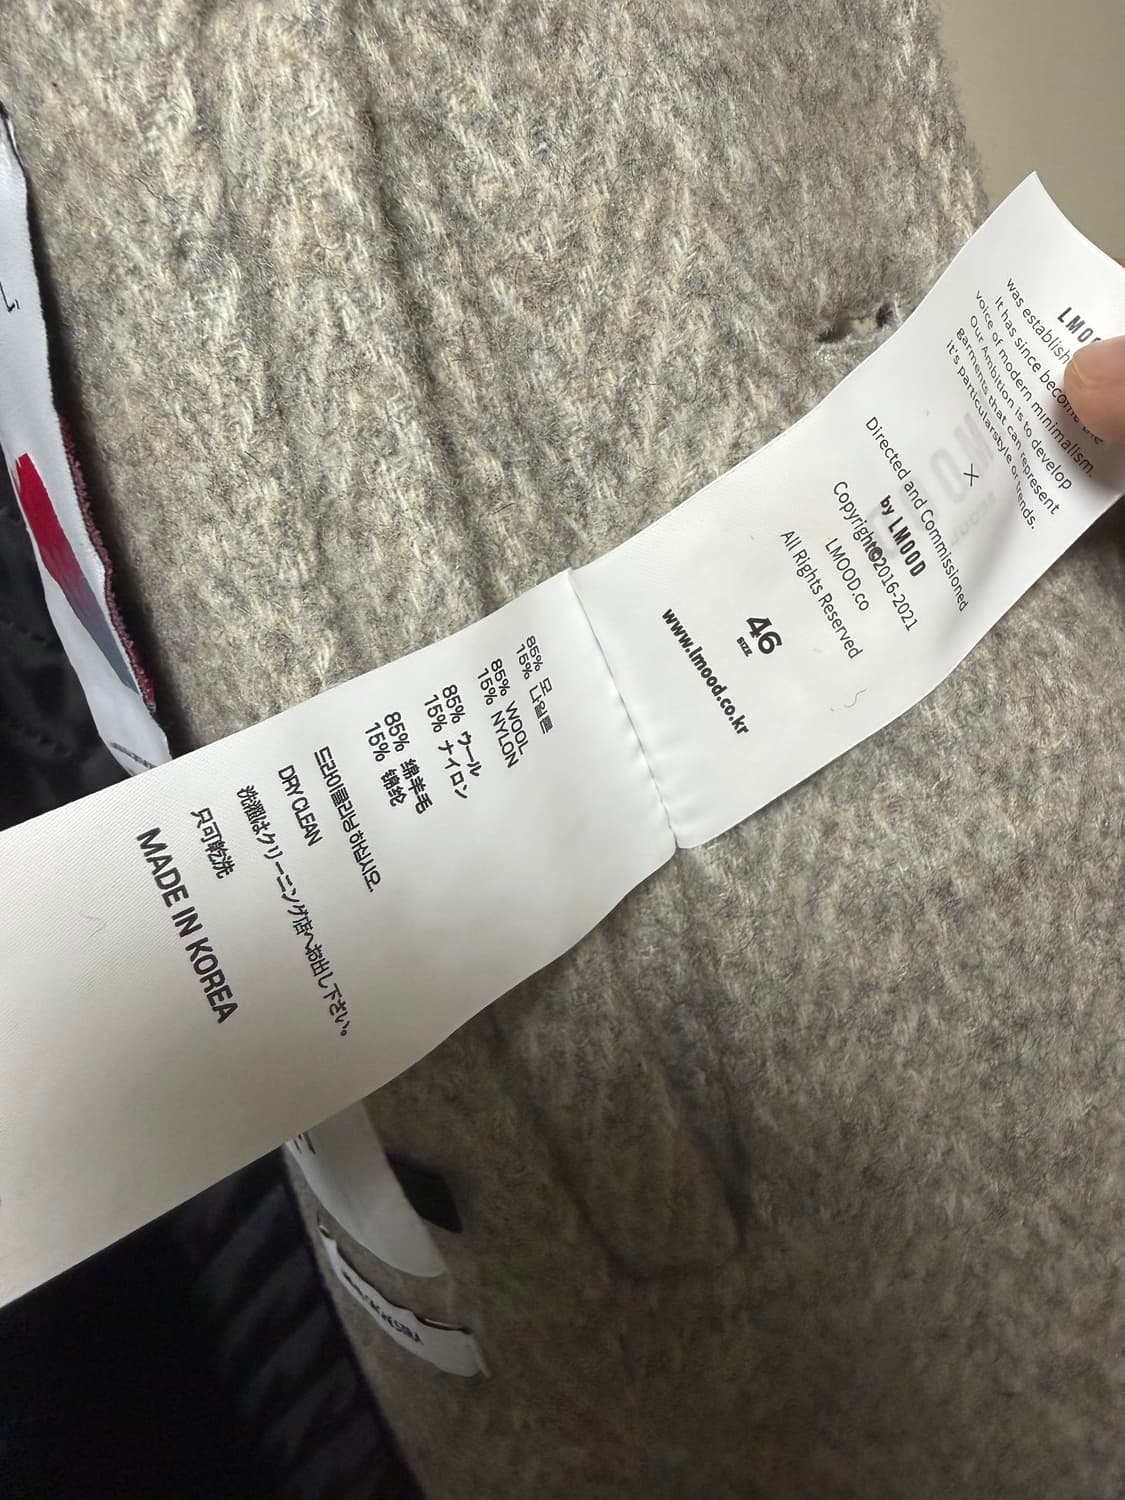 LMOO
was establish
It has since become the
voice of modern minimalism.
Our Ambition is to develop
garments that can represent
it's particularstyle or trends.
×
Directed and Commissioned
by LMOOD
Copyright©2016-2021
LMOOD.co
All Rights Reserved
46
SIZE
www.lmood.co.kr
85% 모
15% 나일론
85% WOOL
15% NYLON
85% ウール
15% ナイロン
85% 绵羊毛
15% 锦纶
드라이클리닝 하십시오.
DRY CLEAN
洗濯はクリーニング店へお出し下さい。
只可乾洗
MADE IN KOREA